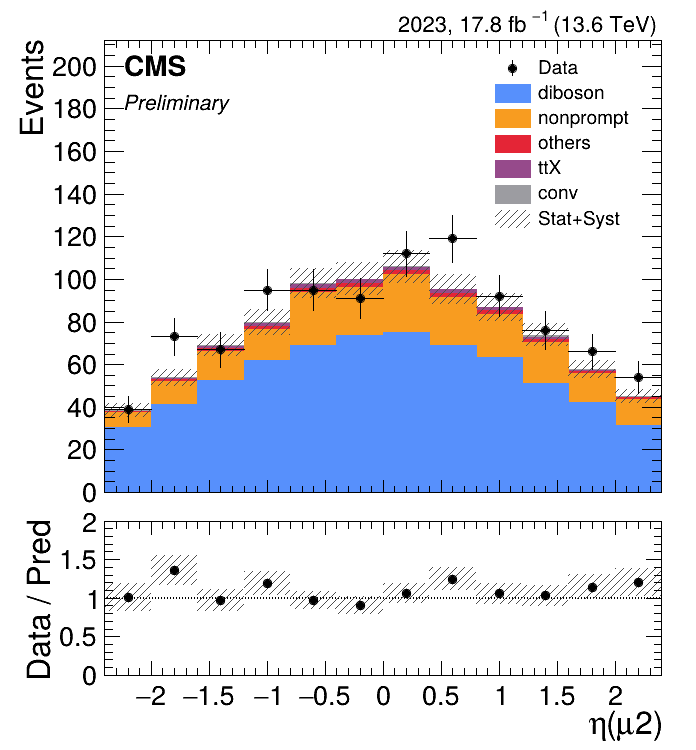 2023, 17.8 fb⁻¹ (13.6 TeV)
CMS
Preliminary
Events
200
180
160
140
120
100
80
60
40
20
0
Data
diboson
nonprompt
others
ttX
conv
Stat+Syst
Data / Pred
2
1.5
1
0.5
0
−2 −1.5 −1 −0.5 0 0.5 1 1.5 2
η(μ2)